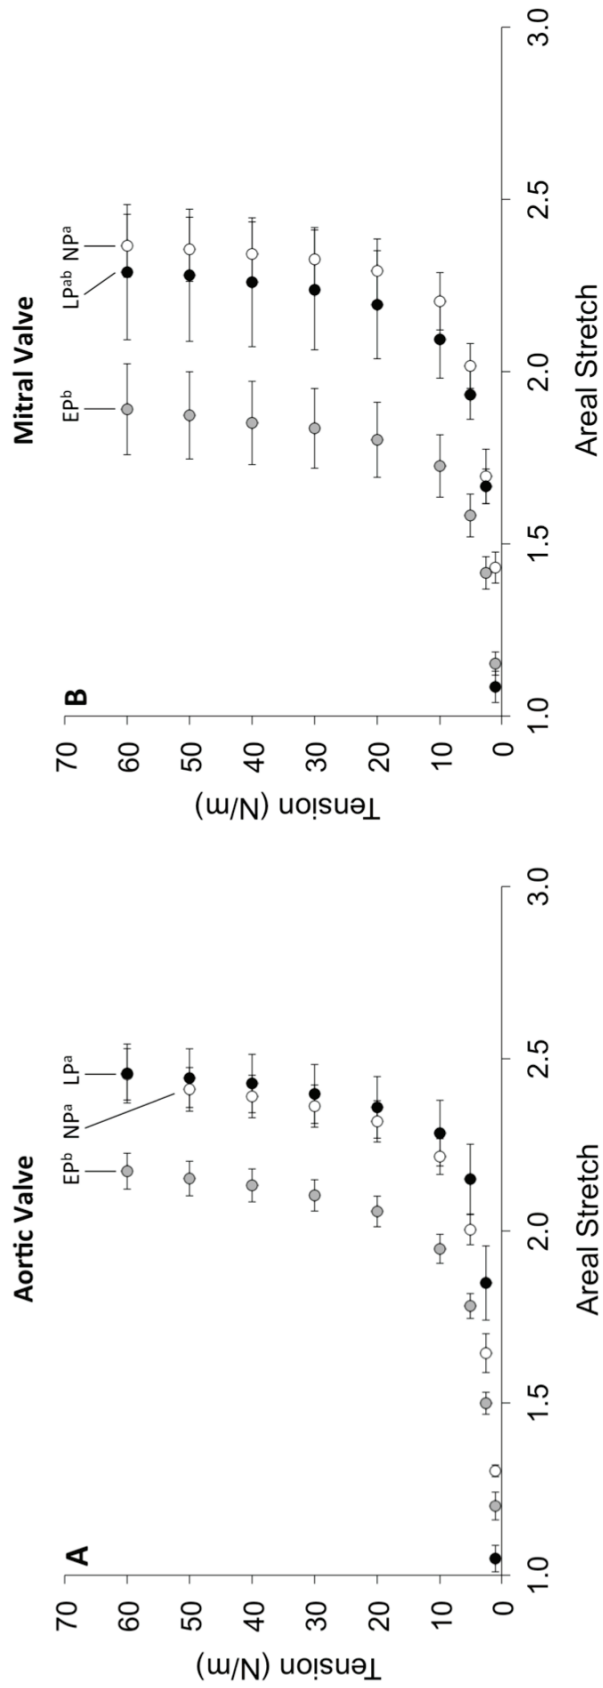 Aortic Valve
A
EPᵇ NPᵃ LPᵃ
70
60
50
40
30
20
10
0
Tension (N/m)
1.0 1.5 2.0 2.5 3.0
Areal Stretch
Mitral Valve
B
EPᵇ LPᵃᵇ NPᵃ
70
60
50
40
30
20
10
0
Tension (N/m)
1.0 1.5 2.0 2.5 3.0
Areal Stretch